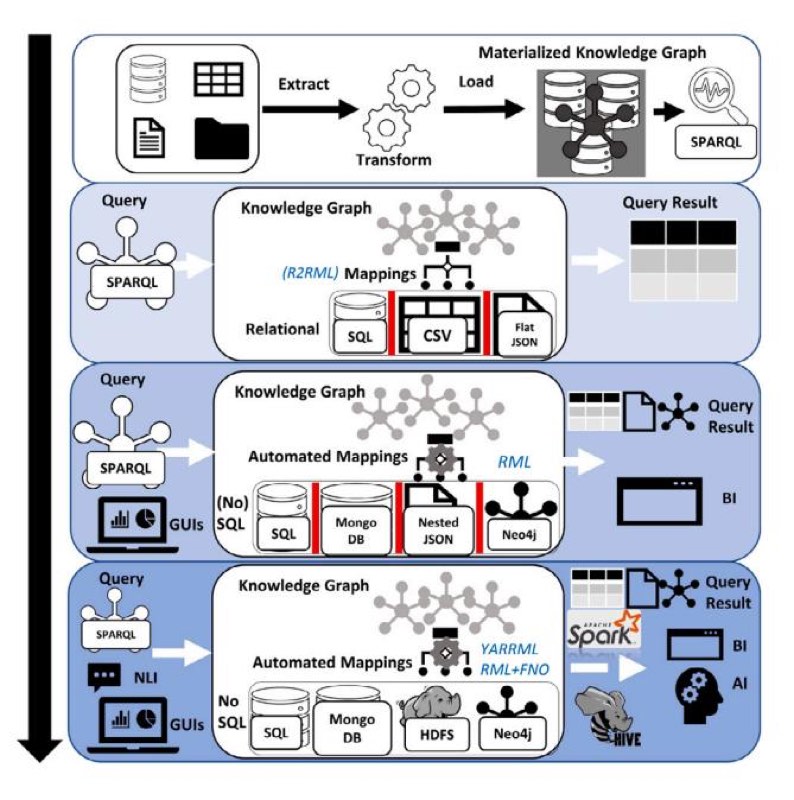 Materialized Knowledge Graph
Extract
Load
Transform
SPARQL
Query
SPARQL
Knowledge Graph
(R2RML) Mappings
Relational
SQL
CSV
Flat
JSON
Query Result
Query
SPARQL
GUIs
Knowledge Graph
Automated Mappings
RML
(No)
SQL
SQL
Mongo
DB
Nested
JSON
Neo4j
Query
Result
BI
Query
SPARQL
NLI
GUIs
Knowledge Graph
Automated Mappings
YARRML
RML+FNO
No
SQL
SQL
Mongo
DB
HDFS
Neo4j
Query
Result
APACHE
Spark
HIVE
BI
AI